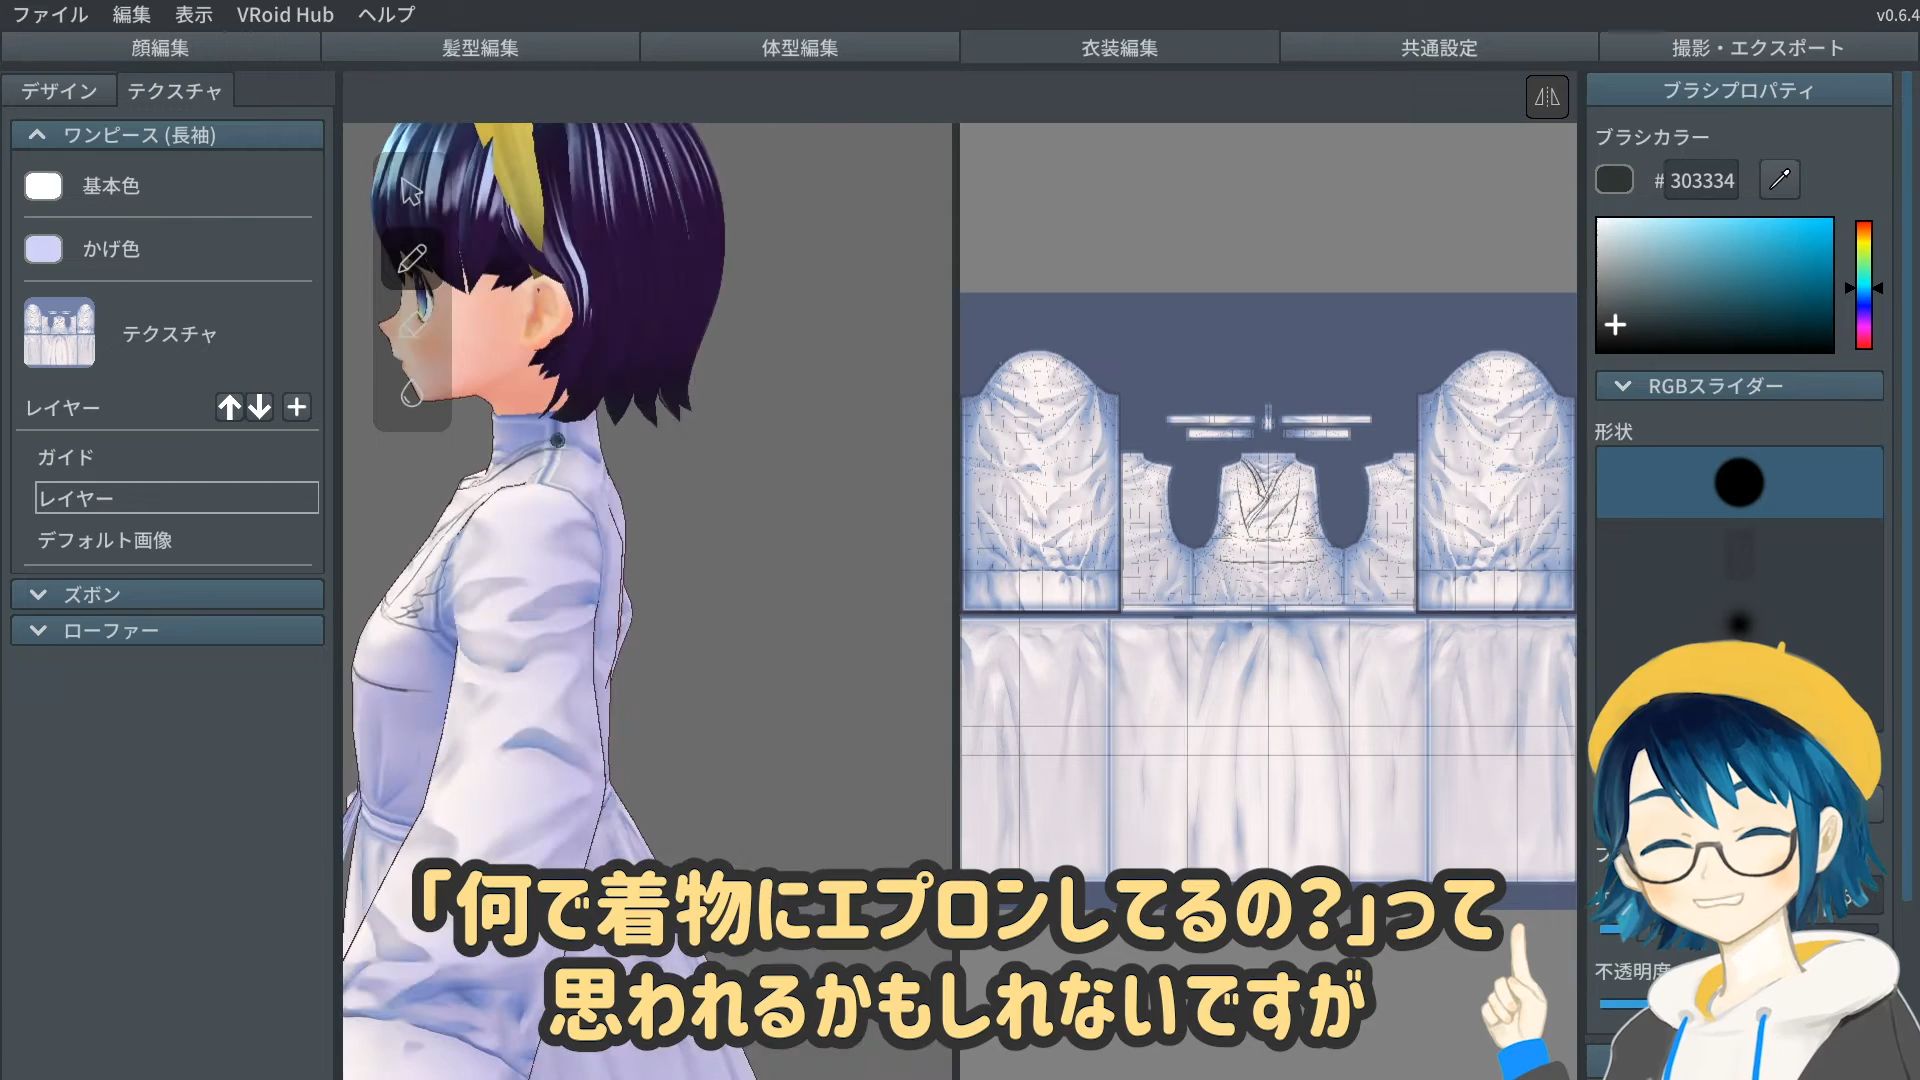 ファイル 編集 表示 VRoid Hub ヘルプ
v0.6.4
顔編集 髪型編集 体型編集 衣装編集 共通設定 撮影・エクスポート
デザイン テクスチャ
ワンピース (長袖)
基本色
かげ色
テクスチャ
レイヤー
ガイド
レイヤー
デフォルト画像
ズボン
ローファー
ブラシプロパティ
ブラシカラー
# 303334
RGBスライダー
形状
不透明度
「何で着物にエプロンしてるの?」って
思われるかもしれないですが